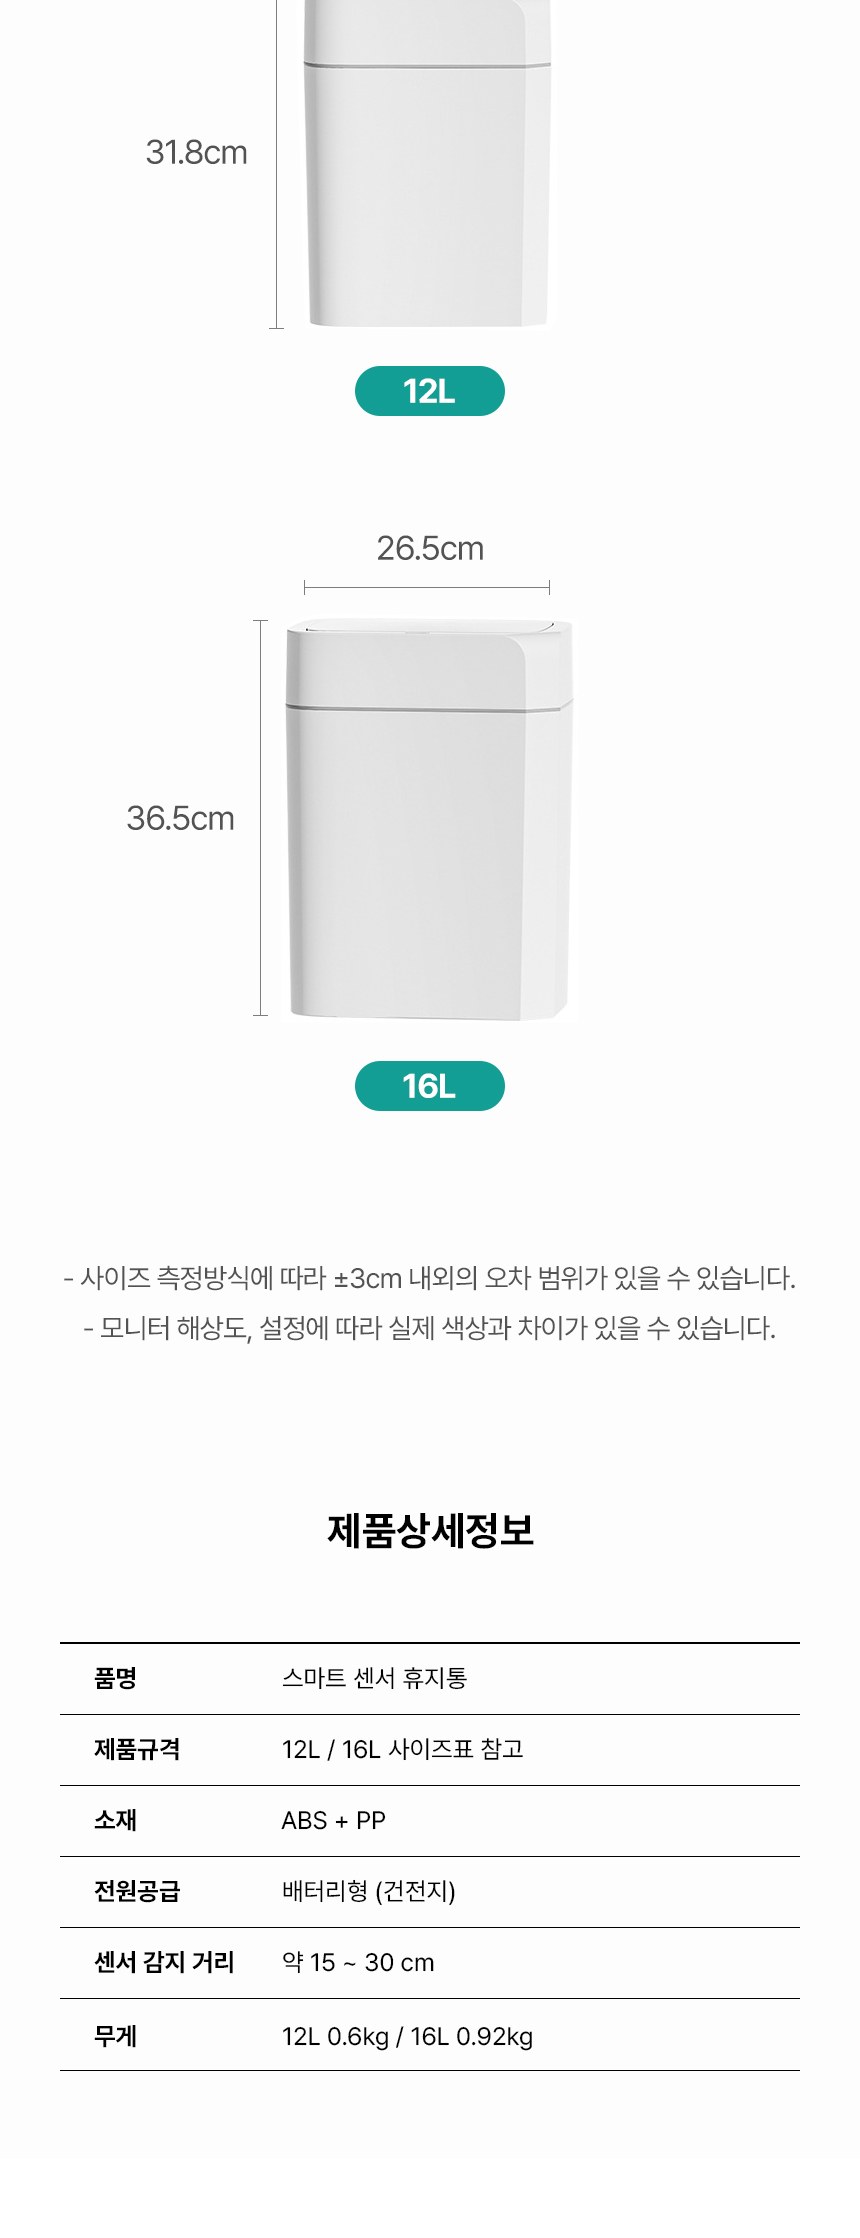 31.8cm
12L
26.5cm
36.5cm
16L
- 사이즈 측정방식에 따라 ±3cm 내외의 오차 범위가 있을 수 있습니다.
- 모니터 해상도, 설정에 따라 실제 색상과 차이가 있을 수 있습니다.
제품상세정보
품명 스마트 센서 휴지통
제품규격 12L / 16L 사이즈표 참고
소재 ABS + PP
전원공급 배터리형 (건전지)
센서 감지 거리 약 15 ~ 30 cm
무게 12L 0.6kg / 16L 0.92kg